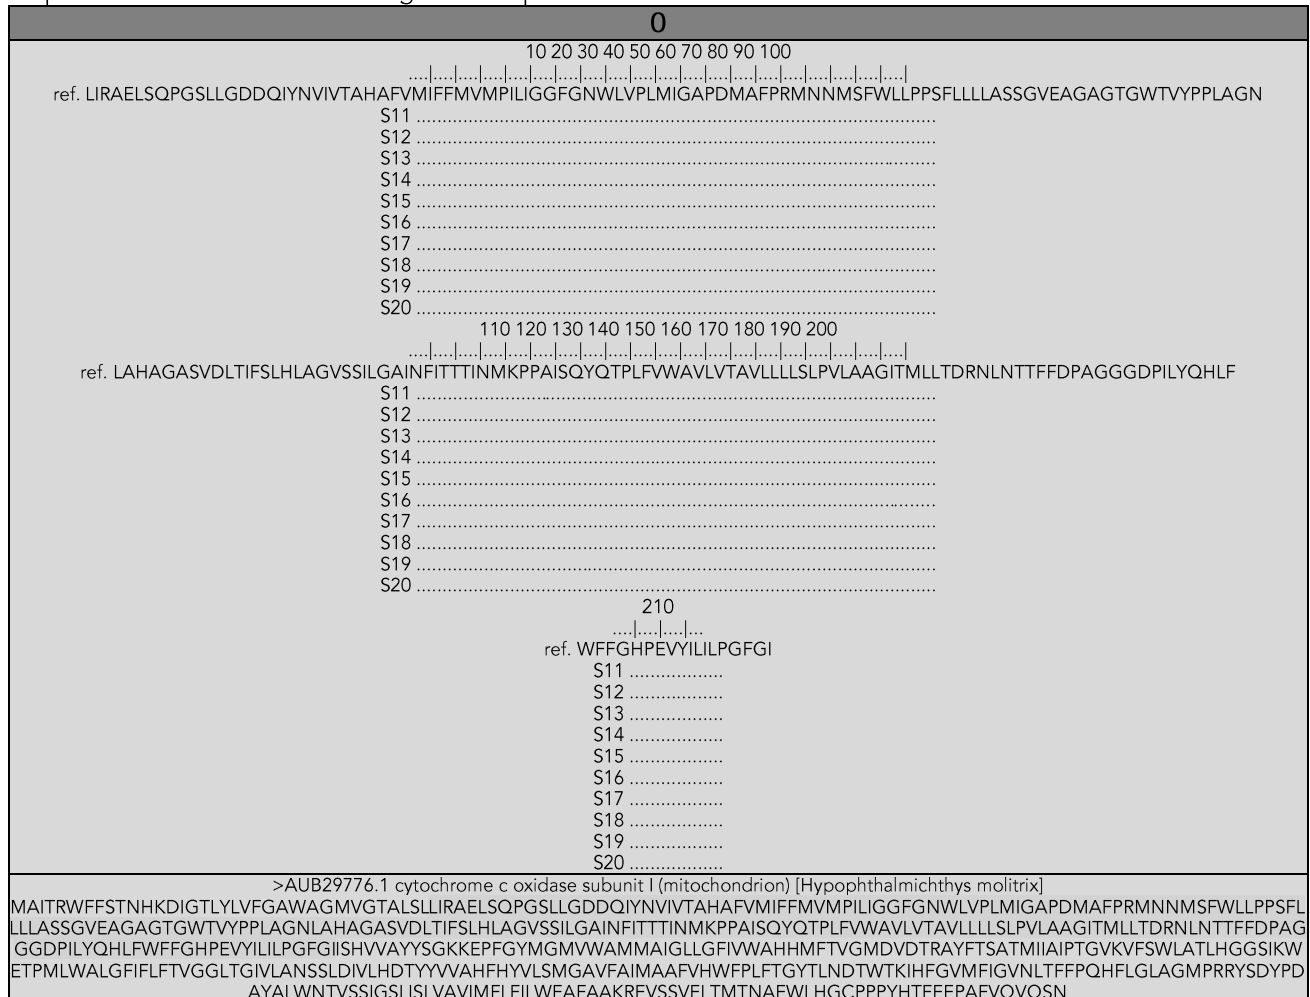 0
10 20 30 40 50 60 70 80 90 100
....|....|....|....|....|....|....|....|....|....|....|....|....|....|....|....|....|....|....|....|
ref. LIRAELSQPGSLLGDDQIYNVIVTAHAFVMIFFMVMPILIGGFGNWLVPLMIGAPDMAFPRMNNMSFWLLPPSFLLLLASSGVEAGAGTGWTVYPPLAGN
S11 ....................................................................................................
S12 ....................................................................................................
S13 ....................................................................................................
S14 ....................................................................................................
S15 ....................................................................................................
S16 ....................................................................................................
S17 ....................................................................................................
S18 ....................................................................................................
S19 ....................................................................................................
S20 ....................................................................................................
110 120 130 140 150 160 170 180 190 200
....|....|....|....|....|....|....|....|....|....|....|....|....|....|....|....|....|....|....|....|
ref. LAHAGASVDLTIFSLHLAGVSSILGAINFITTTINMKPPAISQYQTPLFVWAVLVTAVLLLLSLPVLAAGITMLLTDRNLNTTFFDPAGGGDPILYQHLF
S11 ....................................................................................................
S12 ....................................................................................................
S13 ....................................................................................................
S14 ....................................................................................................
S15 ....................................................................................................
S16 ....................................................................................................
S17 ....................................................................................................
S18 ....................................................................................................
S19 ....................................................................................................
S20 ....................................................................................................
210
....|....|....|...
ref. WFFGHPEVYILILPGFGI
S11 ..................
S12 ..................
S13 ..................
S14 ..................
S15 ..................
S16 ..................
S17 ..................
S18 ..................
S19 ..................
S20 ..................
>AUB29776.1 cytochrome c oxidase subunit I (mitochondrion) [Hypophthalmichthys molitrix]
MAITRWFFSTNHKDIGTLYLVFGAWAGMVGTALSLLIRAELSQPGSLLGDDQIYNVIVTAHAFVMIFFMVMPILIGGFGNWLVPLMIGAPDMAFPRMNNMSFWLLPPSFL
LLLASSGVEAGAGTGWTVYPPLAGNLAHAGASVDLTIFSLHLAGVSSILGAINFITTTINMKPPAISQYQTPLFVWAVLVTAVLLLLSLPVLAAGITMLLTDRNLNTTFFDPAG
GGDPILYQHLFWFFGHPEVYILILPGFGIISHVVAYYSGKKEPFGYMGMVWAMMAIGLLGFIVWAHHMFTVGMDVDTRAYFTSATMIIAIPTGVKVFSWLATLHGGSIKW
ETPMLWALGFIFLFTVGGLTGIVLANSSLDIVLHDTYYVVAHFHYVLSMGAVFAIMAAFVHWFPLFTGYTLNDTWTKIHFGVMFIGVNLTFFPQHFLGLAGMPRRYSDYPD
AYALWNTVSSIGSLISLVAVIMFLFILWEAFAAKREVSSVELTMTNAEWLHGCPPPYHTFEEPAFVQVQSN